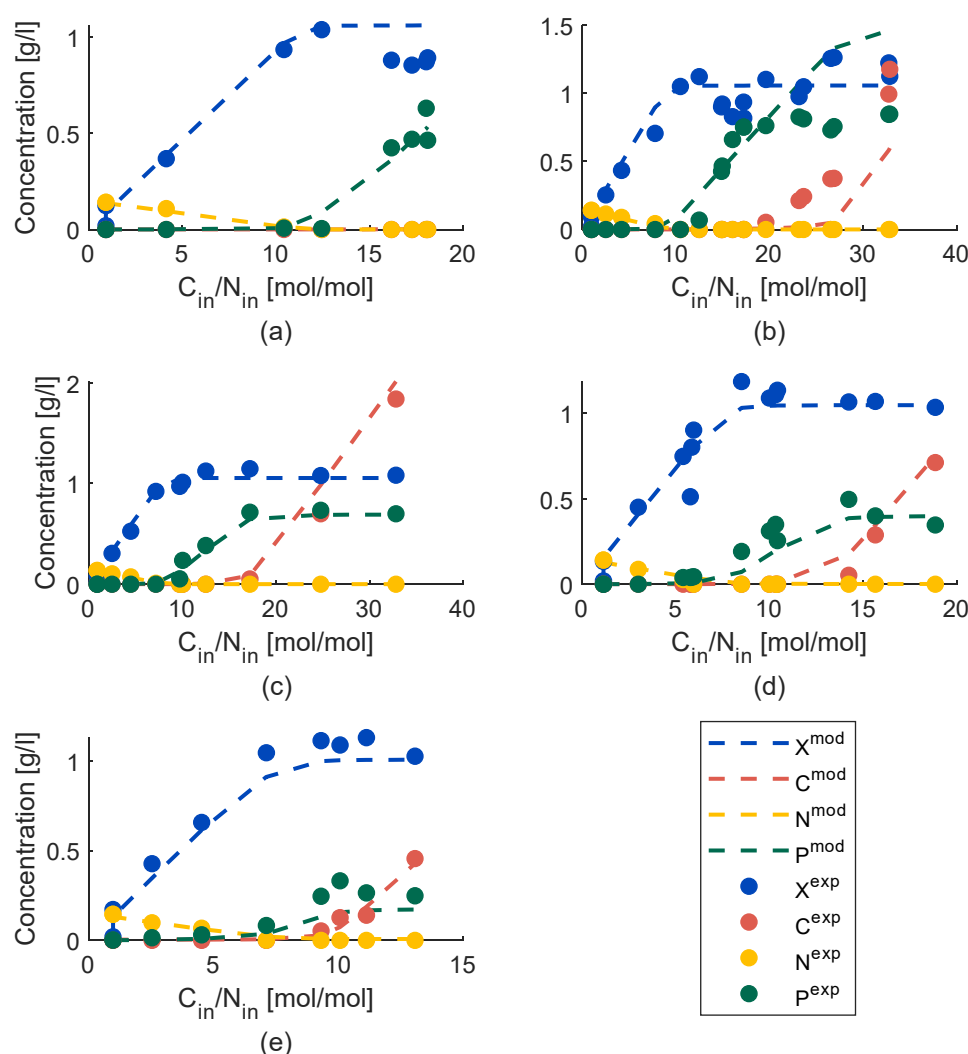 (a)
Concentration [g/l]
1
0.5
0
0 5 10 15 20
C_in/N_in [mol/mol]
(b)
1.5
1
0.5
0
0 10 20 30 40
C_in/N_in [mol/mol]
(a)
(b)
Concentration [g/l]
2
1
0
0 10 20 30 40
C_in/N_in [mol/mol]
(c)
1
0.5
0
0 5 10 15 20
C_in/N_in [mol/mol]
(d)
Concentration [g/l]
1
0.5
0
0 5 10 15
C_in/N_in [mol/mol]
(e)
X^mod
C^mod
N^mod
P^mod
X^exp
C^exp
N^exp
P^exp